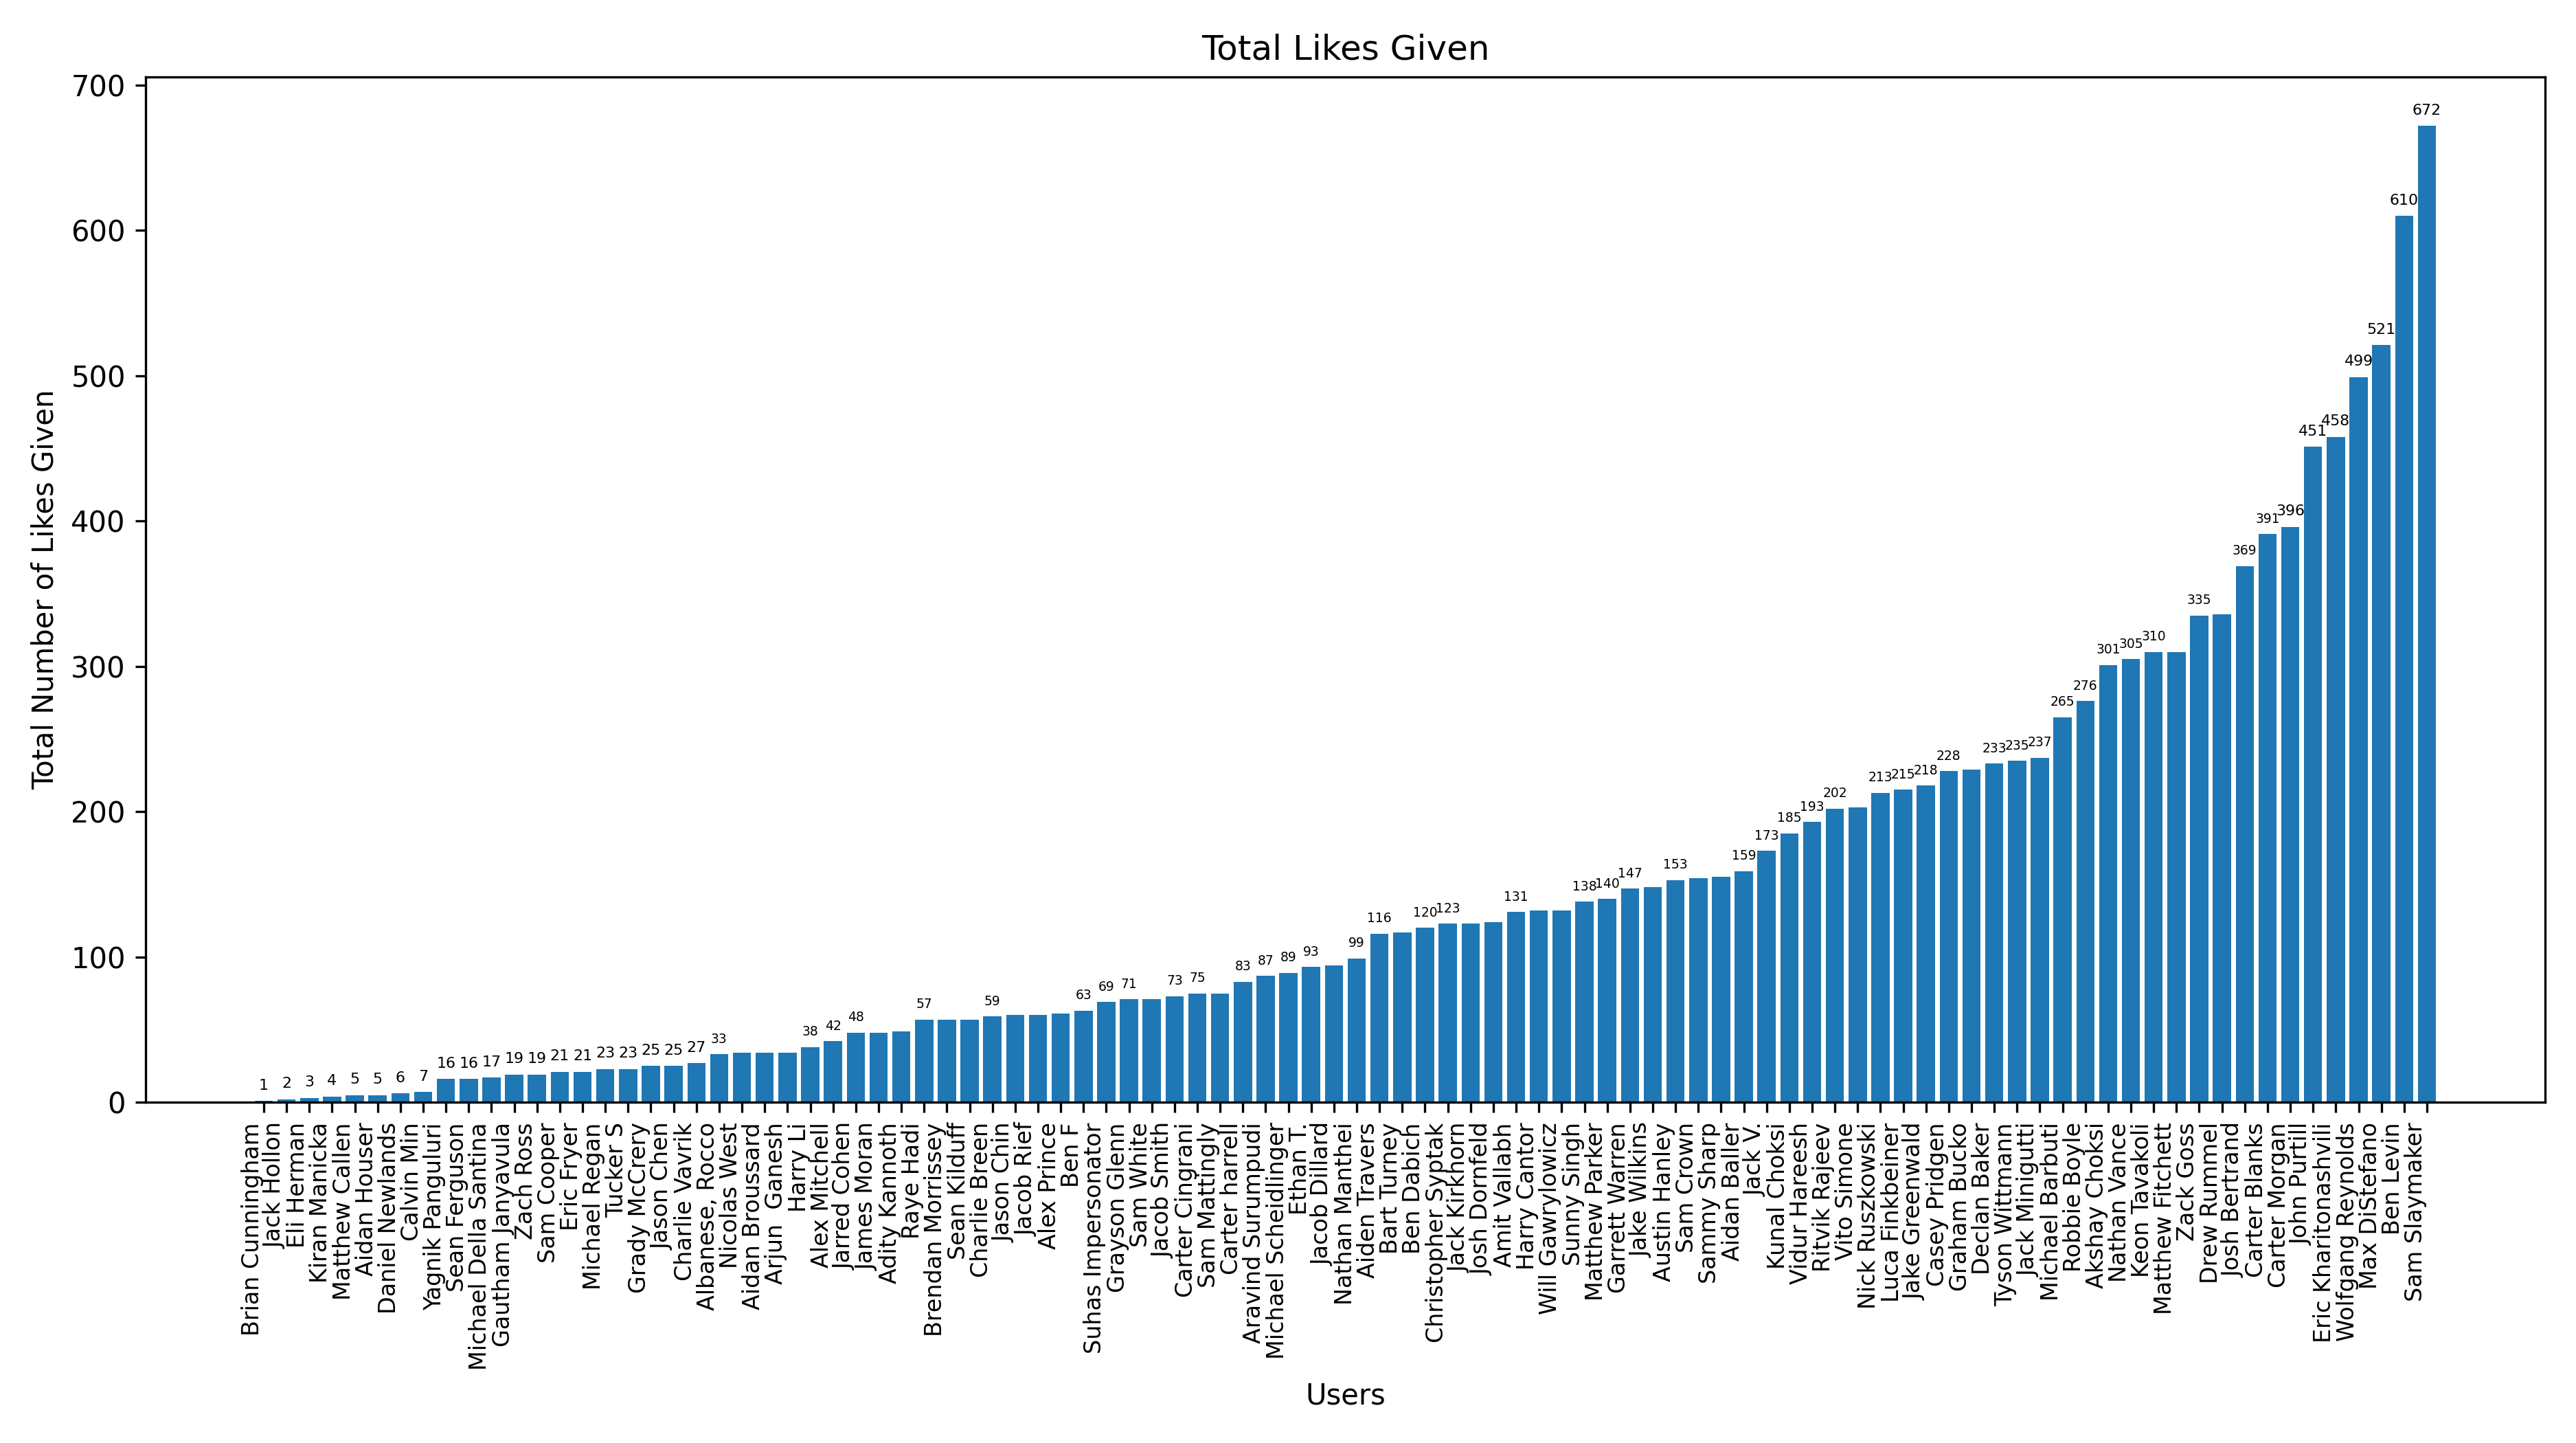 Total Likes Given
Total Number of Likes Given
700
600
500
400
300
200
100
0
1
2
3
4
5
5
6
7
16
16
17
19
19
21
21
23
23
25
25
27
33
38
42
48
57
59
63
69
71
73
75
83
87
89
93
99
116
120
123
131
138
140
147
153
159
173
185
193
202
213
215
218
228
233
235
237
265
276
301
305
310
335
369
391
396
451
458
499
521
610
672
Brian Cunningham
Jack Hollon
Eli Herman
Kiran Manicka
Matthew Callen
Aidan Houser
Daniel Newlands
Calvin Min
Yagnik Panguluri
Sean Ferguson
Michael Della Santina
Gautham Janyavula
Zach Ross
Sam Cooper
Eric Fryer
Michael Regan
Tucker S
Grady McCrery
Jason Chen
Charlie Vavrik
Albanese, Rocco
Nicolas West
Aidan Broussard
Arjun  Ganesh
Harry Li
Alex Mitchell
Jarred Cohen
James Moran
Adity Kannoth
Raye Hadi
Brendan Morrissey
Sean Kilduff
Charlie Breen
Jason Chin
Jacob Rief
Alex Prince
Ben F
Suhas Impersonator
Grayson Glenn
Sam White
Jacob Smith
Carter Cingrani
Sam Mattingly
Carter harrell
Aravind Surumpudi
Michael Scheidlinger
Ethan T.
Jacob Dillard
Nathan Manthei
Aiden Travers
Bart Turney
Ben Dabich
Christopher Syptak
Jack Kirkhorn
Josh Dornfeld
Amit Vallabh
Harry Cantor
Will Gawrylowicz
Sunny Singh
Matthew Parker
Garrett Warren
Jake Wilkins
Austin Hanley
Sam Crown
Sammy Sharp
Aidan Baller
Jack V.
Kunal Choksi
Vidur Hareesh
Ritvik Rajeev
Vito Simone
Nick Ruszkowski
Luca Finkbeiner
Jake Greenwald
Casey Pridgen
Graham Bucko
Declan Baker
Tyson Wittmann
Jack Minigutti
Michael Barbuti
Robbie Boyle
Akshay Choksi
Nathan Vance
Keon Tavakoli
Matthew Fitchett
Zack Goss
Drew Rummel
Josh Bertrand
Carter Blanks
Carter Morgan
John Purtill
Eric Kharitonashvili
Wolfgang Reynolds
Max DiStefano
Ben Levin
Sam Slaymaker
Users